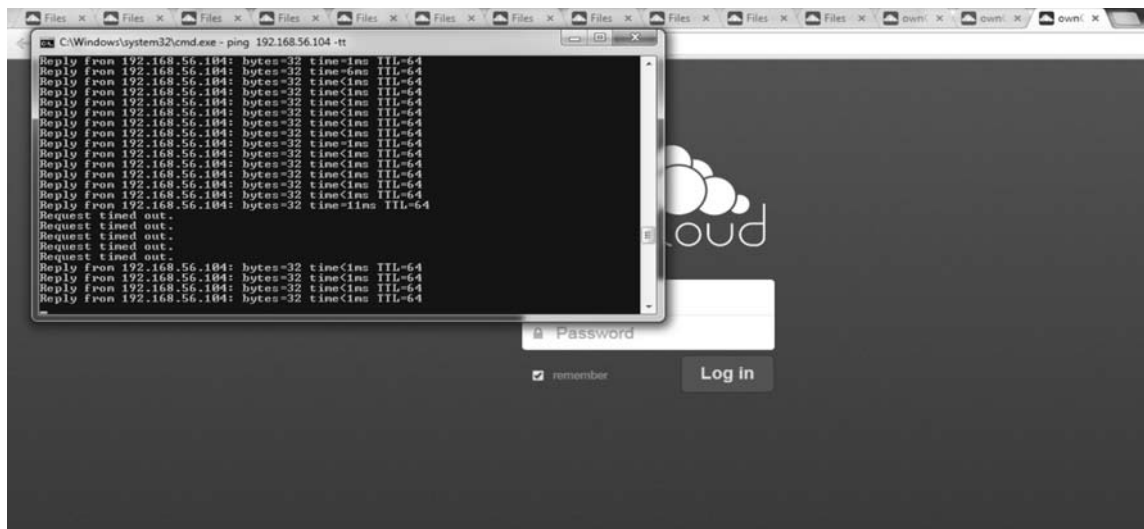 Files × Files × Files × Files × Files × Files × Files × Files × Files × Files × Files × own( × own( × own( ×
C:\Windows\system32\cmd.exe - ping 192.168.56.104 -tt
Reply from 192.168.56.104: bytes=32 time=1ms TTL=64
Reply from 192.168.56.104: bytes=32 time=6ms TTL=64
Reply from 192.168.56.104: bytes=32 time<1ms TTL=64
Reply from 192.168.56.104: bytes=32 time<1ms TTL=64
Reply from 192.168.56.104: bytes=32 time<1ms TTL=64
Reply from 192.168.56.104: bytes=32 time<1ms TTL=64
Reply from 192.168.56.104: bytes=32 time<1ms TTL=64
Reply from 192.168.56.104: bytes=32 time<1ms TTL=64
Reply from 192.168.56.104: bytes=32 time=1ms TTL=64
Reply from 192.168.56.104: bytes=32 time<1ms TTL=64
Reply from 192.168.56.104: bytes=32 time<1ms TTL=64
Reply from 192.168.56.104: bytes=32 time<1ms TTL=64
Reply from 192.168.56.104: bytes=32 time<1ms TTL=64
Reply from 192.168.56.104: bytes=32 time<1ms TTL=64
Reply from 192.168.56.104: bytes=32 time=11ms TTL=64
Request timed out.
Request timed out.
Request timed out.
Request timed out.
Request timed out.
Reply from 192.168.56.104: bytes=32 time<1ms TTL=64
Reply from 192.168.56.104: bytes=32 time<1ms TTL=64
Reply from 192.168.56.104: bytes=32 time<1ms TTL=64
Reply from 192.168.56.104: bytes=32 time<1ms TTL=64
loud
Password
remember
Log in